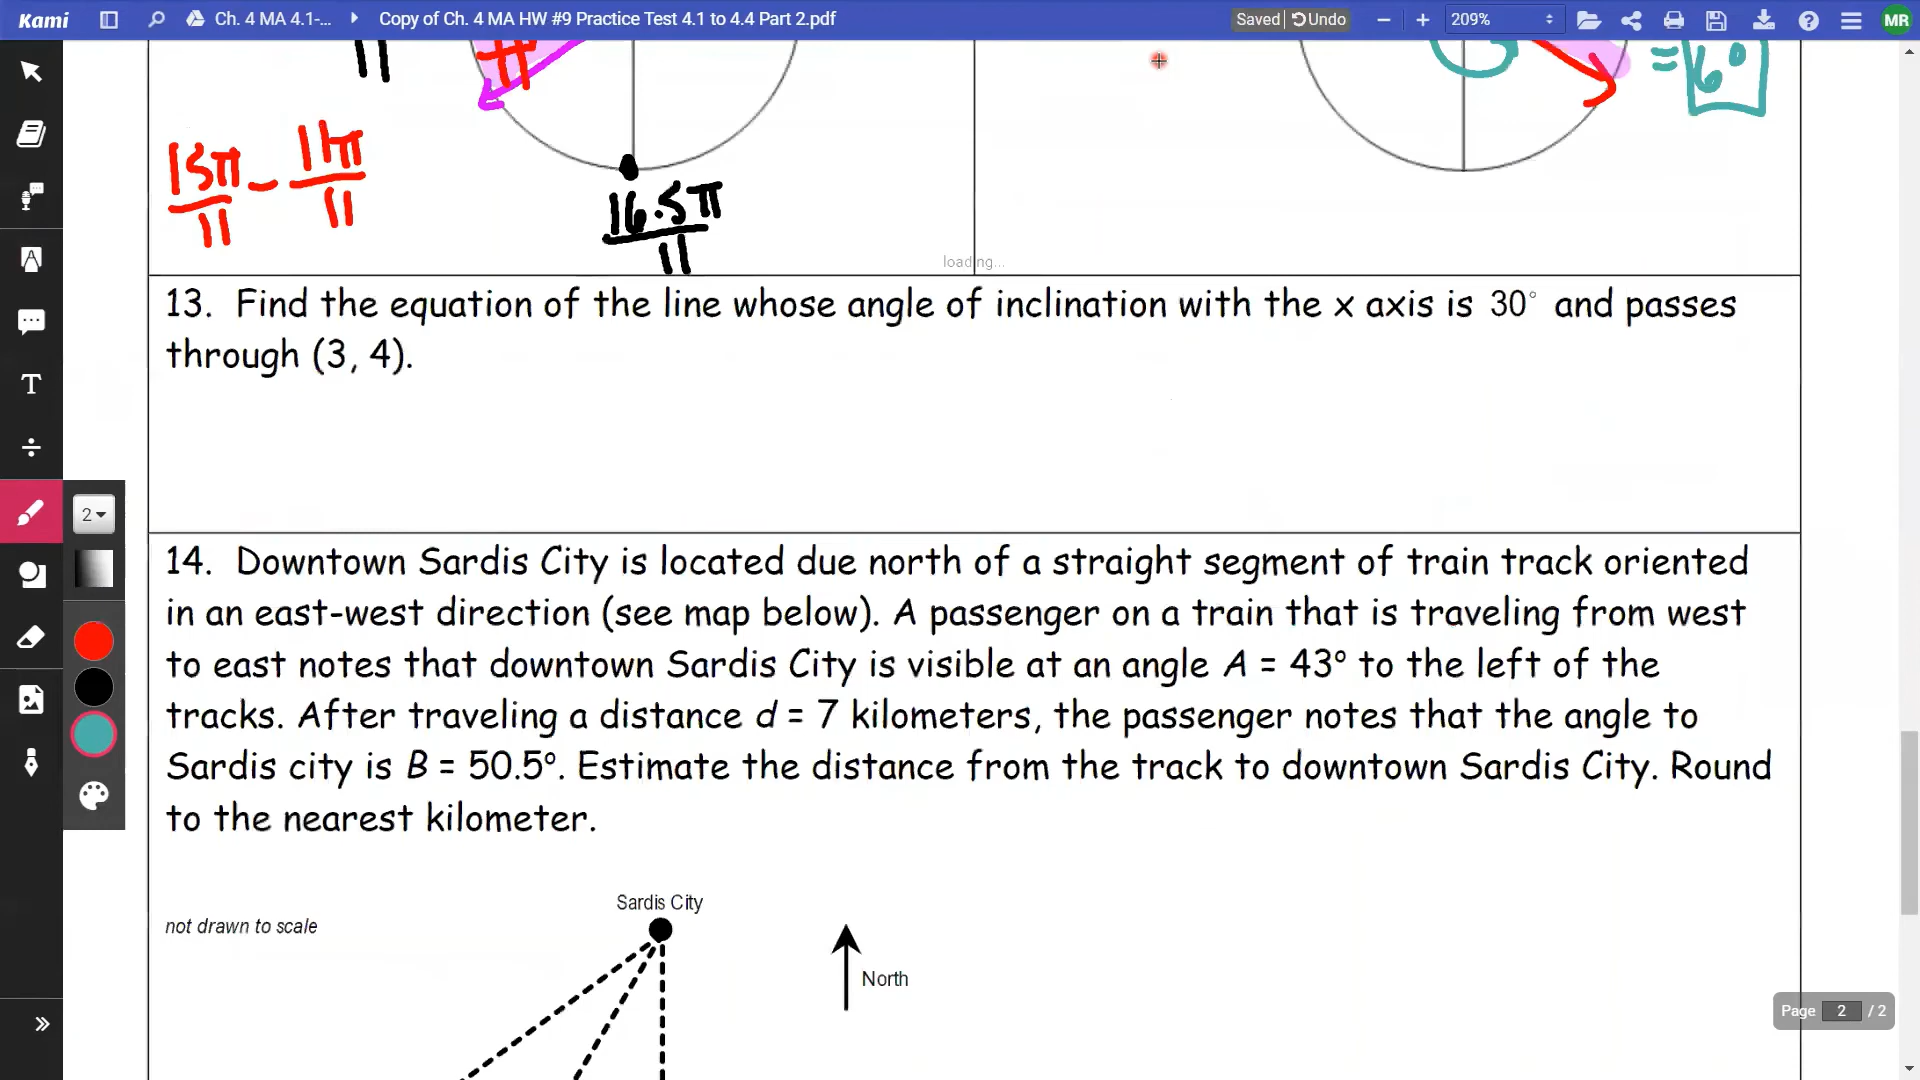 Kami
Ch. 4 MA 4.1-...
Copy of Ch. 4 MA HW #9 Practice Test 4.1 to 4.4 Part 2.pdf
Saved
Undo
209%
MR
11
= 6°
15π/11 - 11π/11
16.5π/11
loading...
13. Find the equation of the line whose angle of inclination with the x axis is 30° and passes
through (3, 4).
2
14. Downtown Sardis City is located due north of a straight segment of train track oriented
in an east-west direction (see map below). A passenger on a train that is traveling from west
to east notes that downtown Sardis City is visible at an angle A = 43° to the left of the
tracks. After traveling a distance d = 7 kilometers, the passenger notes that the angle to
Sardis city is B = 50.5°. Estimate the distance from the track to downtown Sardis City. Round
to the nearest kilometer.
Sardis City
not drawn to scale
North
Page 2 / 2